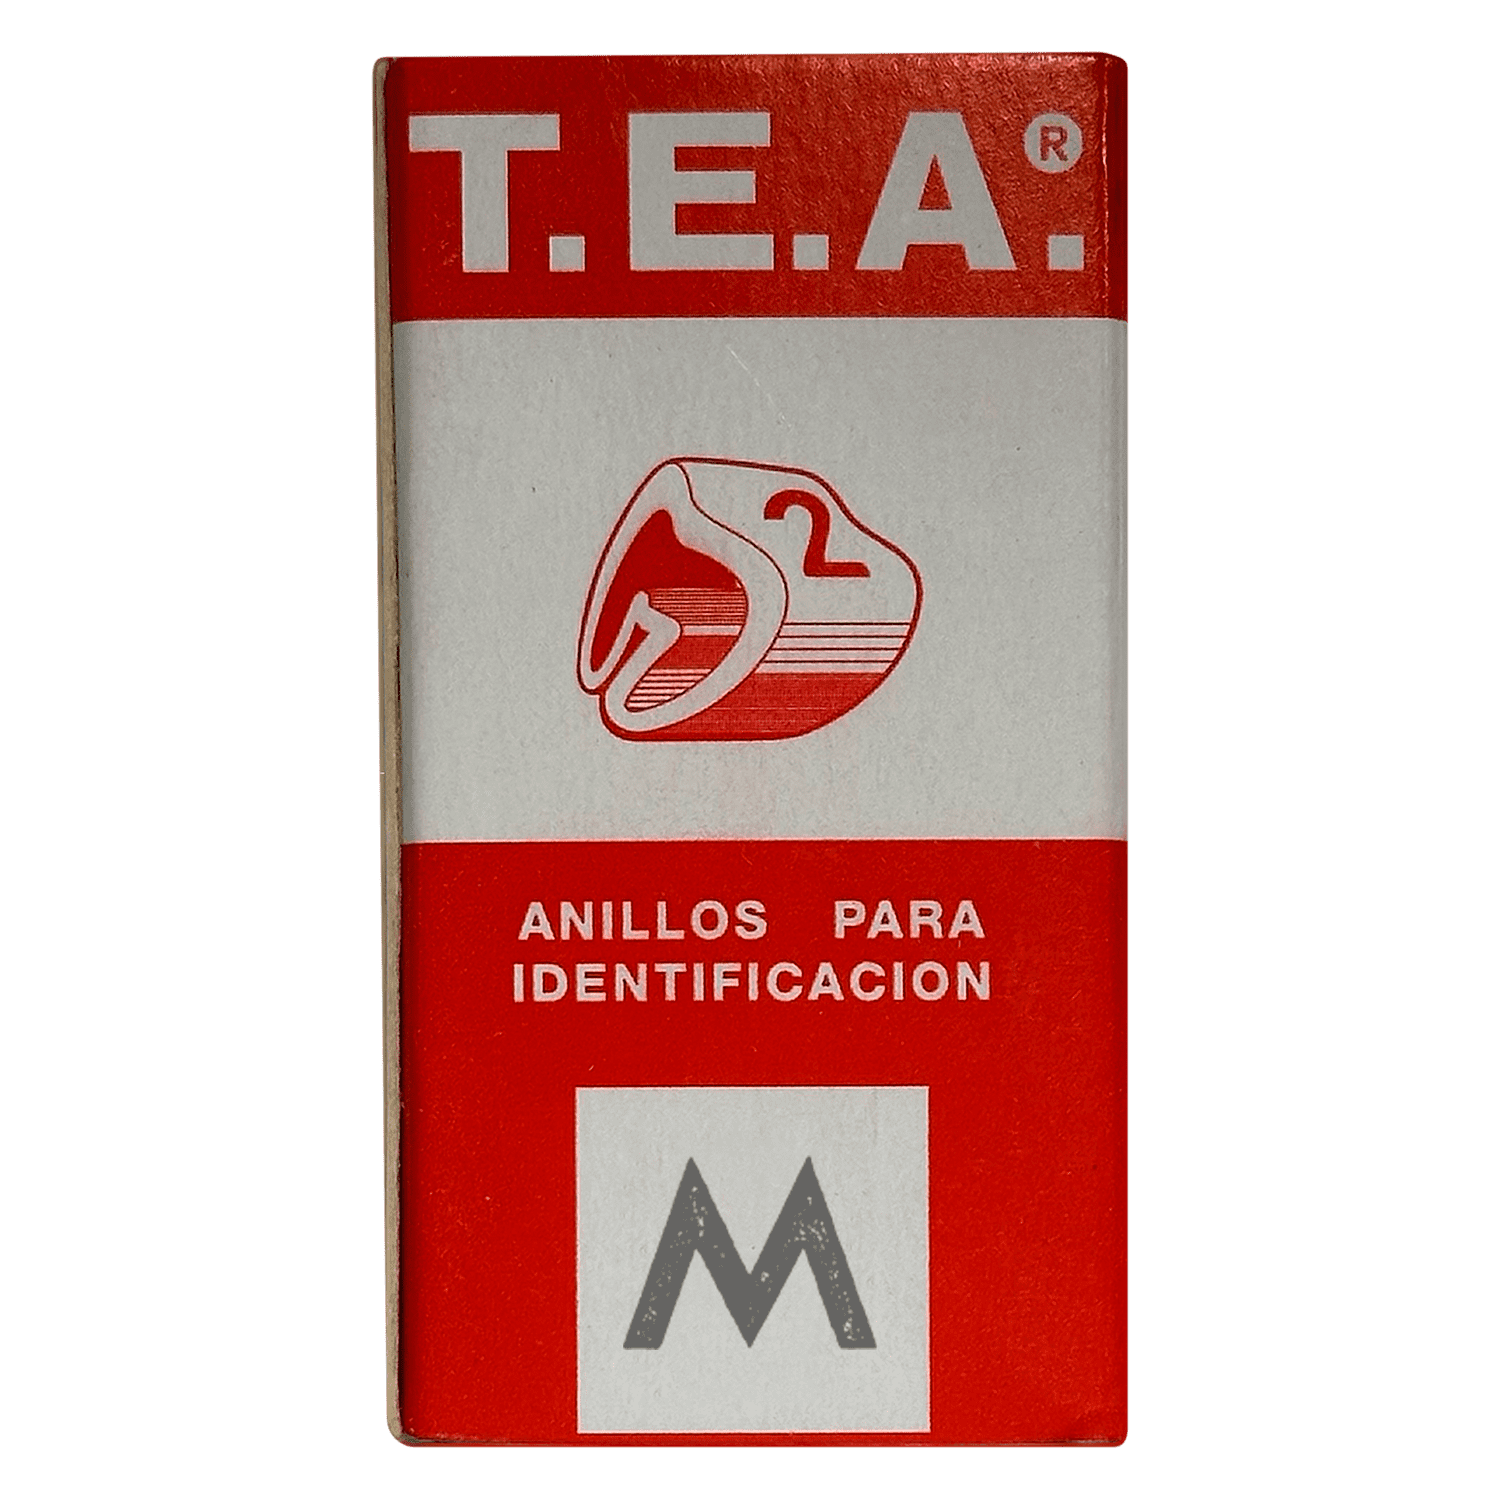 T.E.A.®
2
ANILLOS PARA
IDENTIFICACION
M